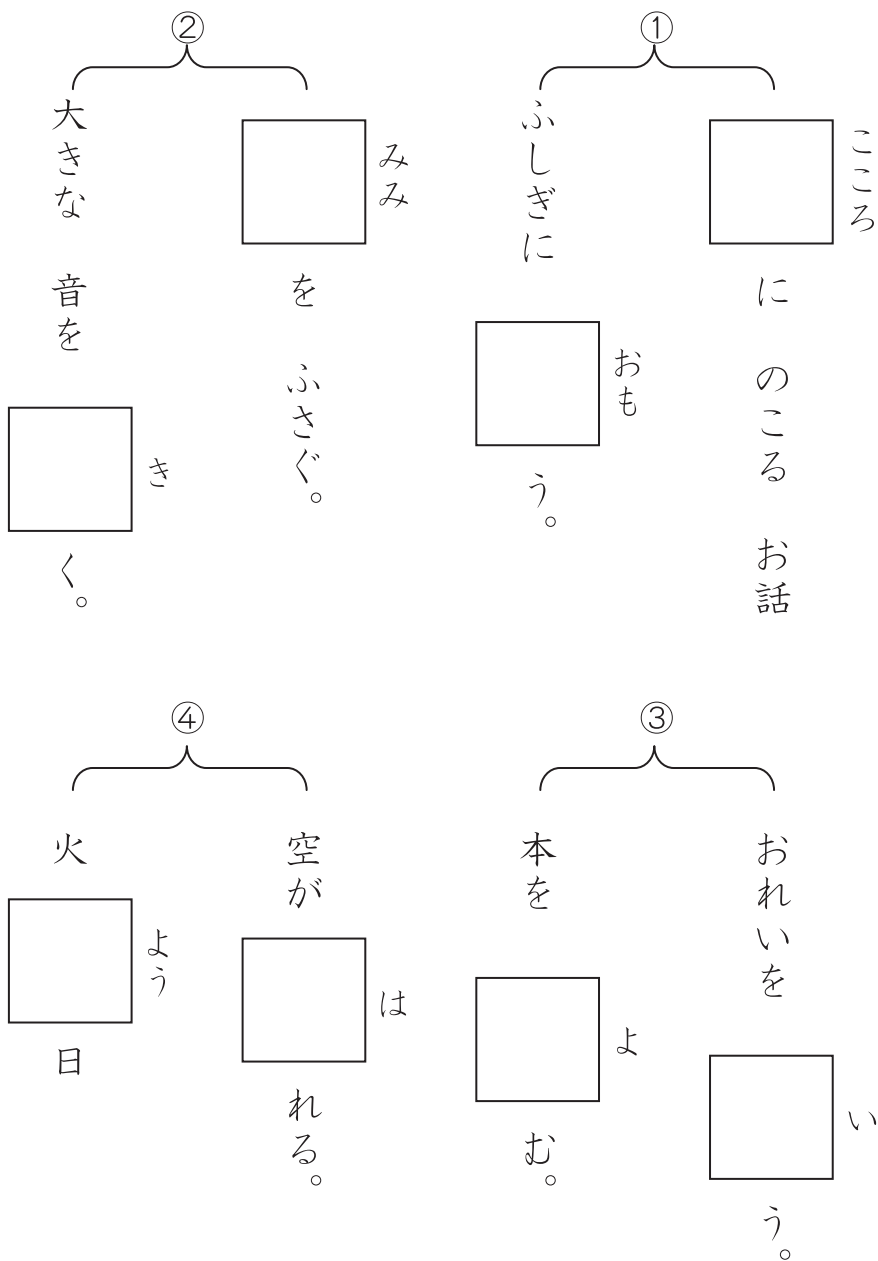 ①
こころ
□に のこる お話
おも
ふしぎに □う。
②
みみ
□を ふさぐ。
き
大きな 音を □く。
③
い
おれいを □う。
よ
本を □む。
④
は
空が □れる。
よう
火□日